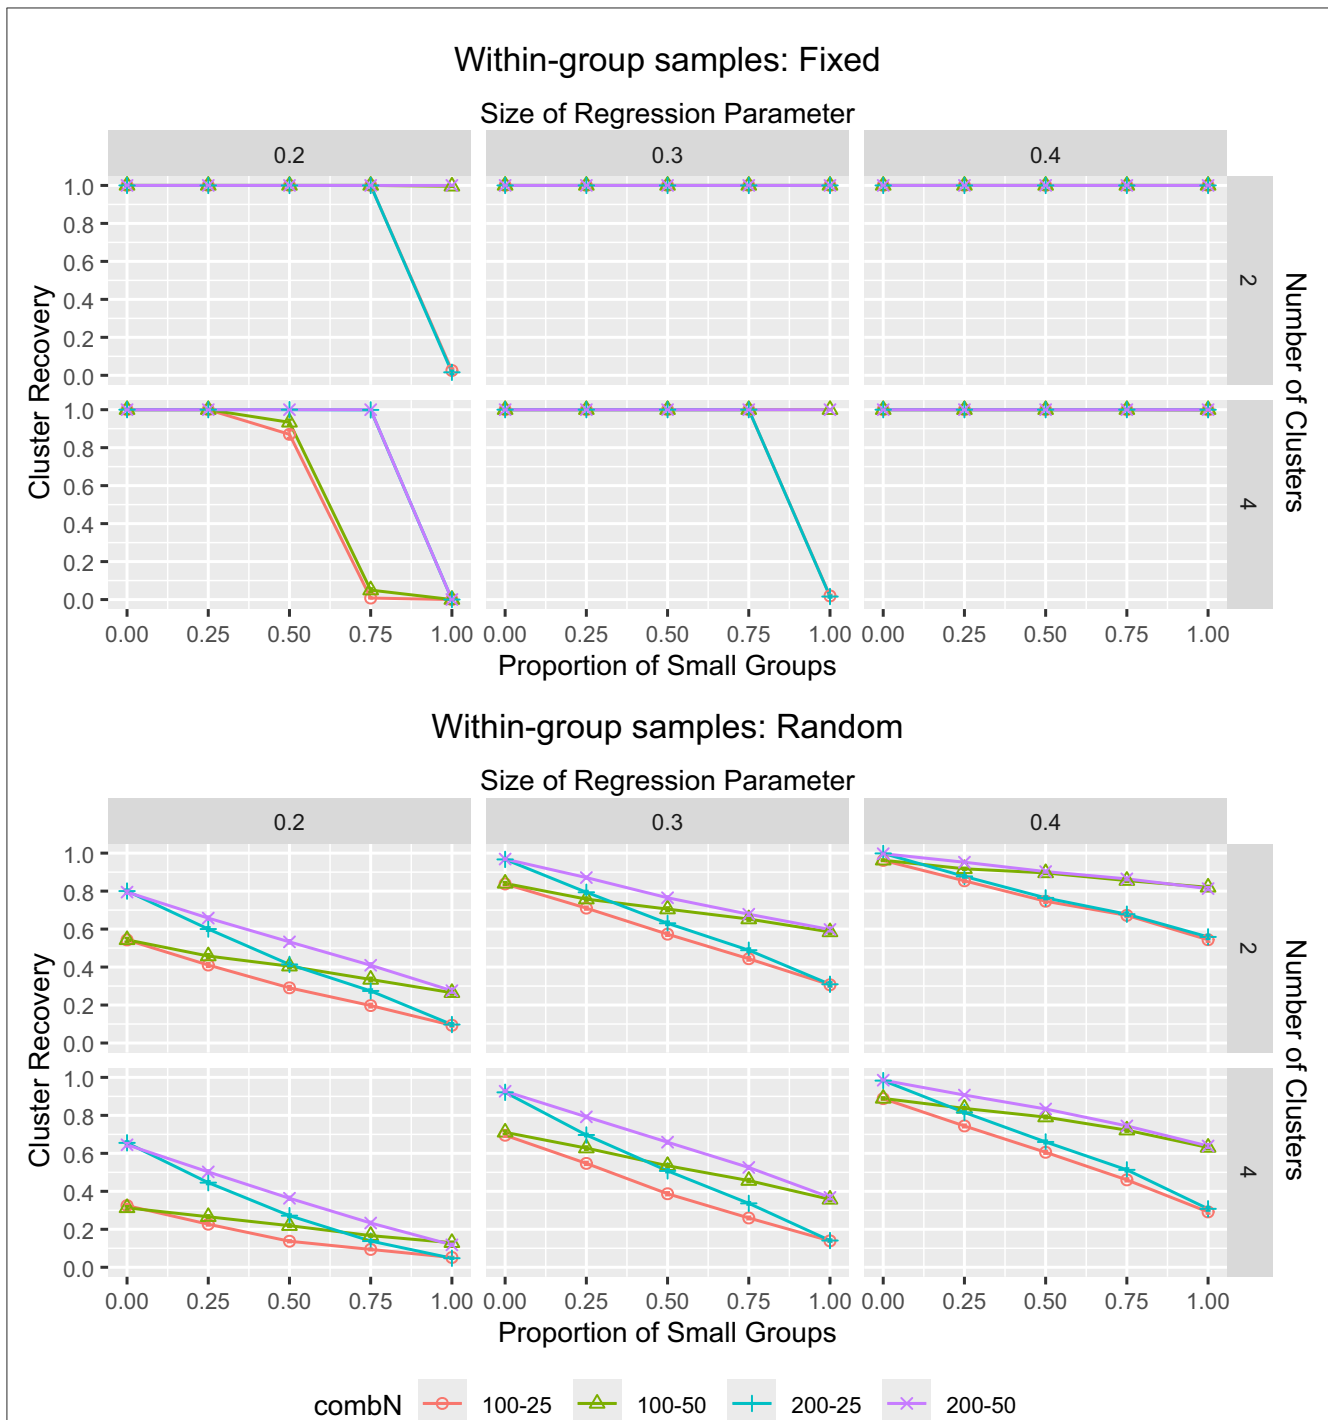 Within-group samples: Fixed
Size of Regression Parameter
0.2 0.3 0.4
1.0
0.8
0.6
0.4
0.2
0.0
2
1.0
0.8
0.6
0.4
0.2
0.0
4
Cluster Recovery
Number of Clusters
0.00 0.25 0.50 0.75 1.00 0.00 0.25 0.50 0.75 1.00 0.00 0.25 0.50 0.75 1.00
Proportion of Small Groups
Within-group samples: Random
Size of Regression Parameter
0.2 0.3 0.4
1.0
0.8
0.6
0.4
0.2
0.0
2
1.0
0.8
0.6
0.4
0.2
0.0
4
Cluster Recovery
Number of Clusters
0.00 0.25 0.50 0.75 1.00 0.00 0.25 0.50 0.75 1.00 0.00 0.25 0.50 0.75 1.00
Proportion of Small Groups
combN 100-25 100-50 200-25 200-50